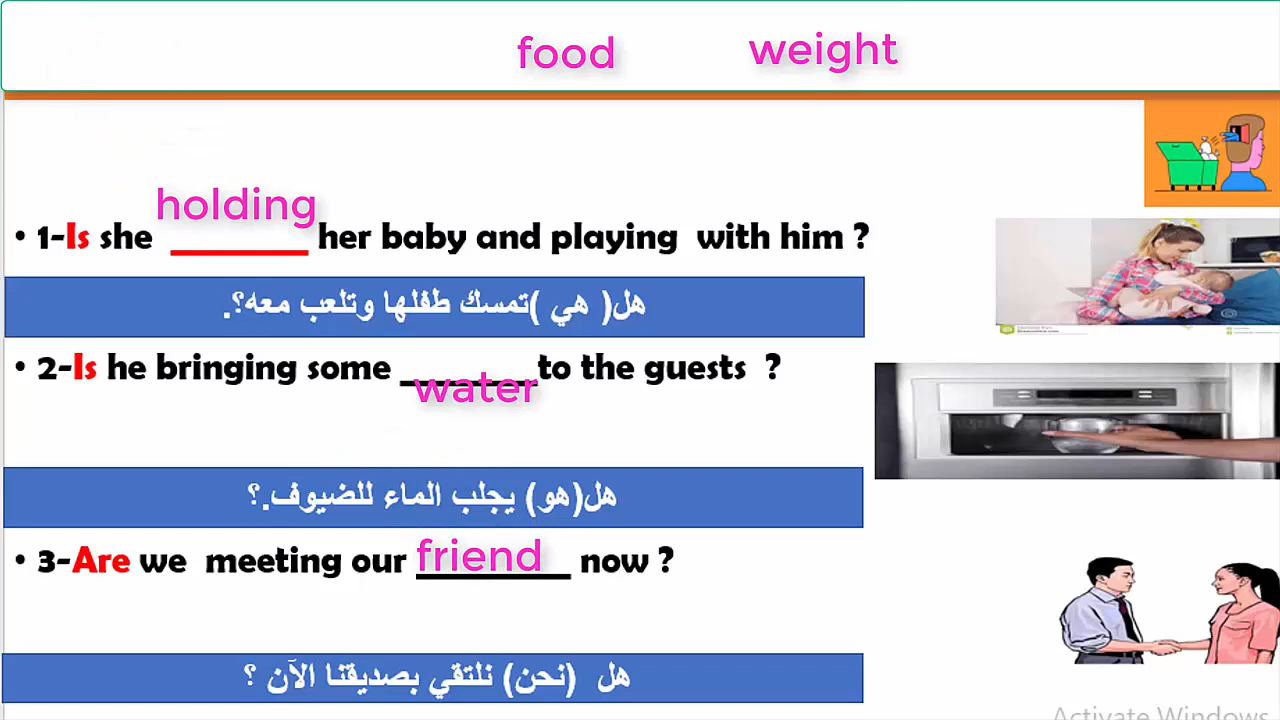 food weight
holding
• 1-Is she ________ her baby and playing with him ?
هل( هي )تمسك طفلها وتلعب معه؟.
• 2-Is he bringing some ________to the guests ?
water
هل(هو) يجلب الماء للضيوف.؟
• 3-Are we meeting our friend now ?
هل (نحن) نلتقي بصديقنا الآن ؟
Activate Windows